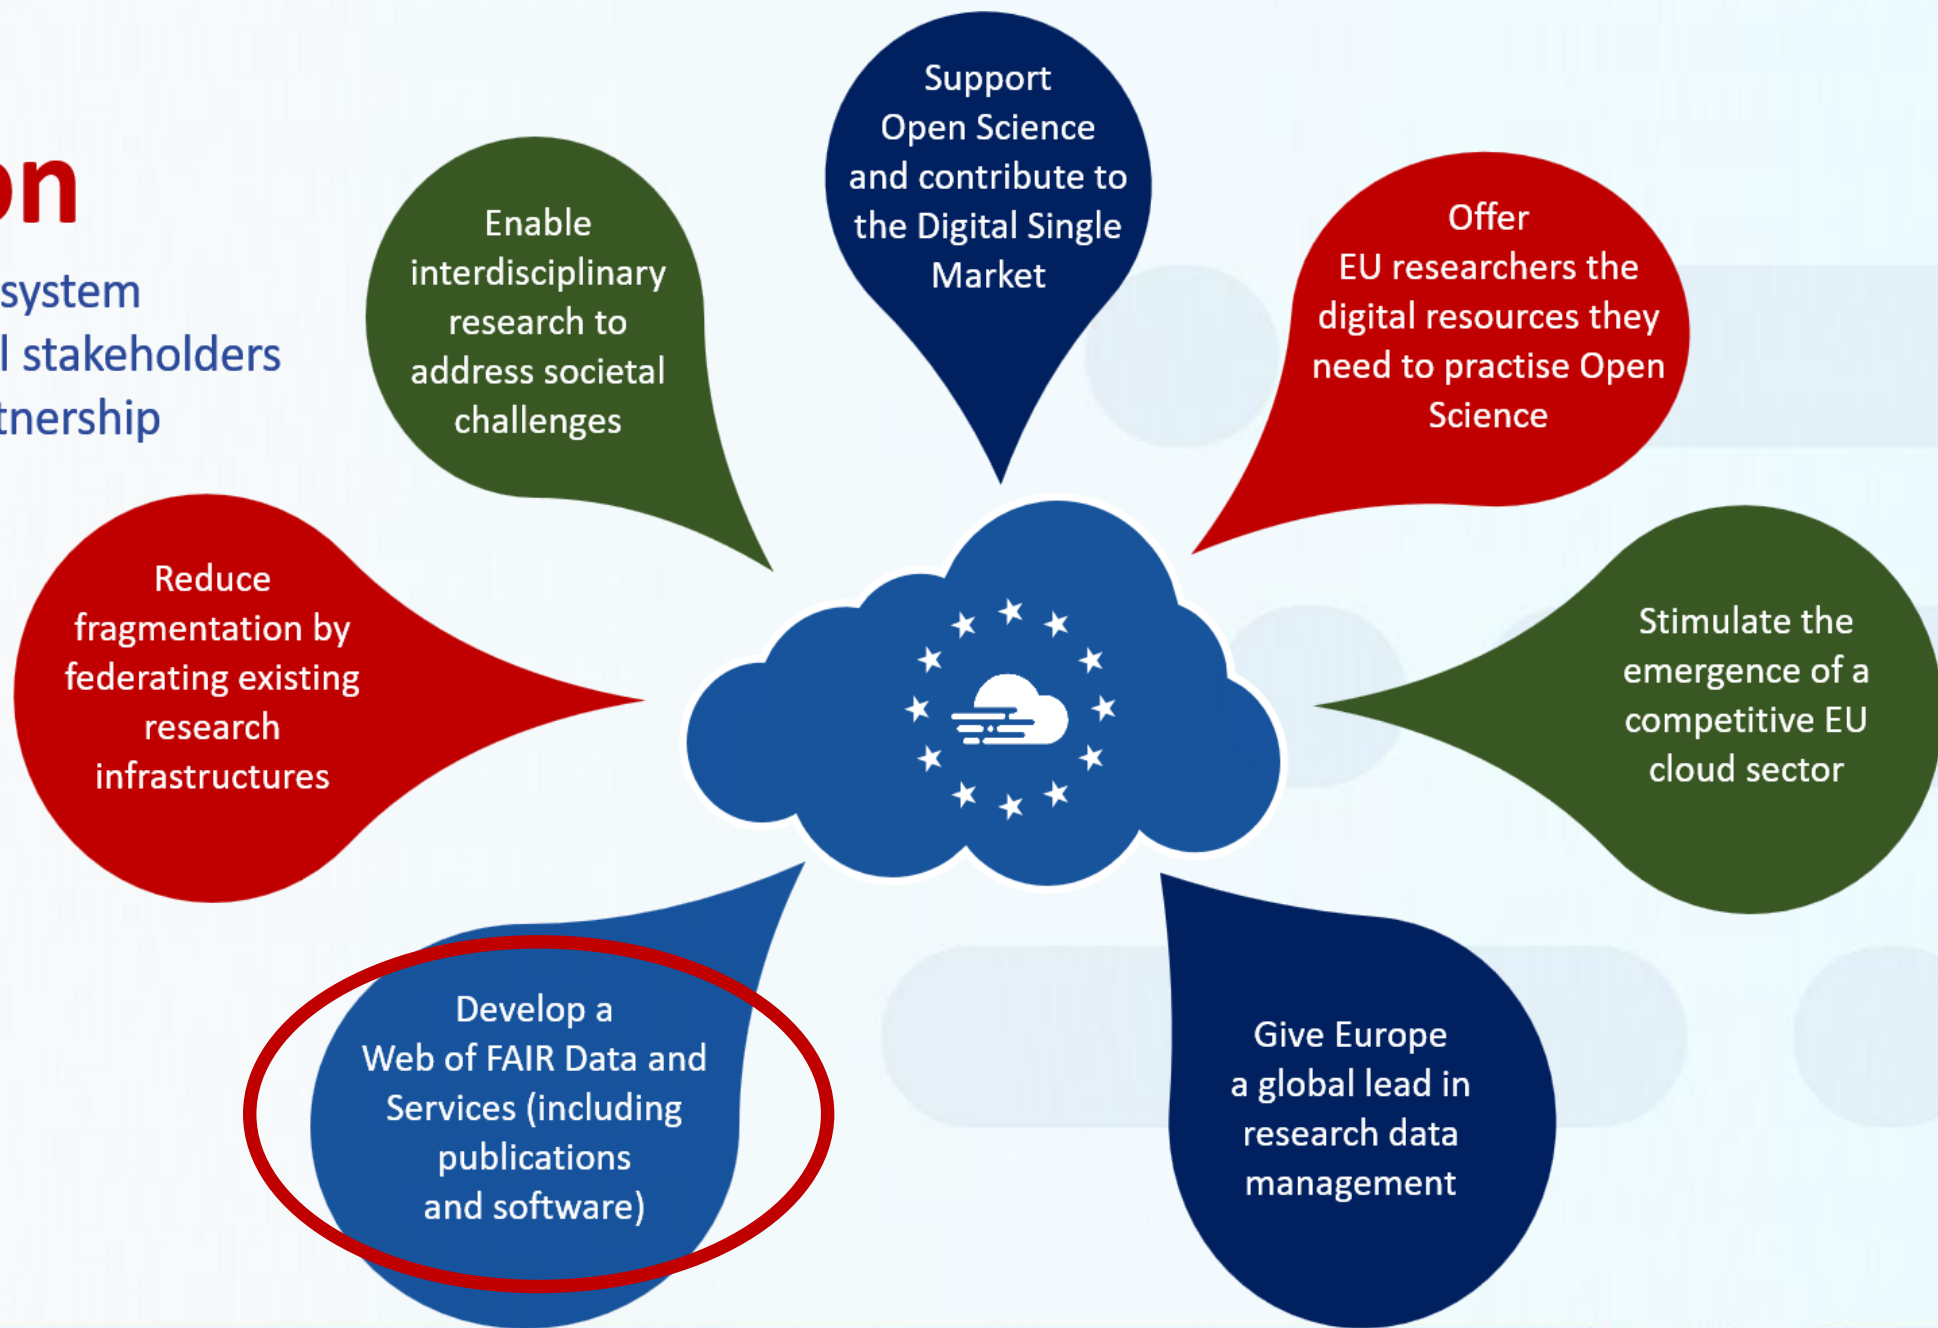 on
system
l stakeholders
tnership
Support
Open Science
and contribute to
the Digital Single
Market
Enable
interdisciplinary
research to
address societal
challenges
Offer
EU researchers the
digital resources they
need to practise Open
Science
Reduce
fragmentation by
federating existing
research
infrastructures
Stimulate the
emergence of a
competitive EU
cloud sector
Develop a
Web of FAIR Data and
Services (including
publications
and software)
Give Europe
a global lead in
research data
management